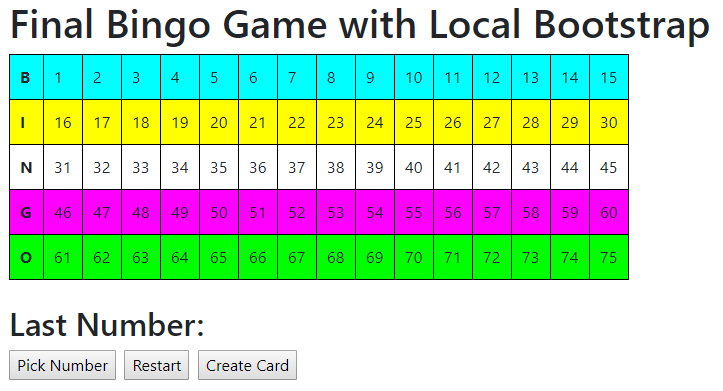 Final Bingo Game with Local Bootstrap
B 1 2 3 4 5 6 7 8 9 10 11 12 13 14 15
I 16 17 18 19 20 21 22 23 24 25 26 27 28 29 30
N 31 32 33 34 35 36 37 38 39 40 41 42 43 44 45
G 46 47 48 49 50 51 52 53 54 55 56 57 58 59 60
O 61 62 63 64 65 66 67 68 69 70 71 72 73 74 75
Last Number:
Pick Number Restart Create Card